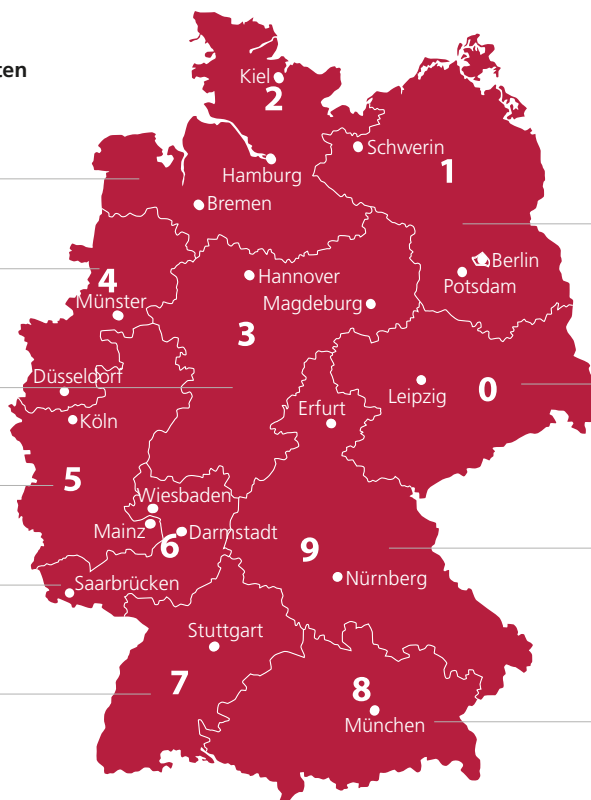 ten
Kiel
2
Schwerin
1
Hamburg
Bremen
Berlin
Potsdam
4
Hannover
Münster
Magdeburg
3
Düsseldorf
Leipzig
0
Erfurt
Köln
5
Wiesbaden
Mainz
Darmstadt
6
9
Saarbrücken
Nürnberg
Stuttgart
7
8
München